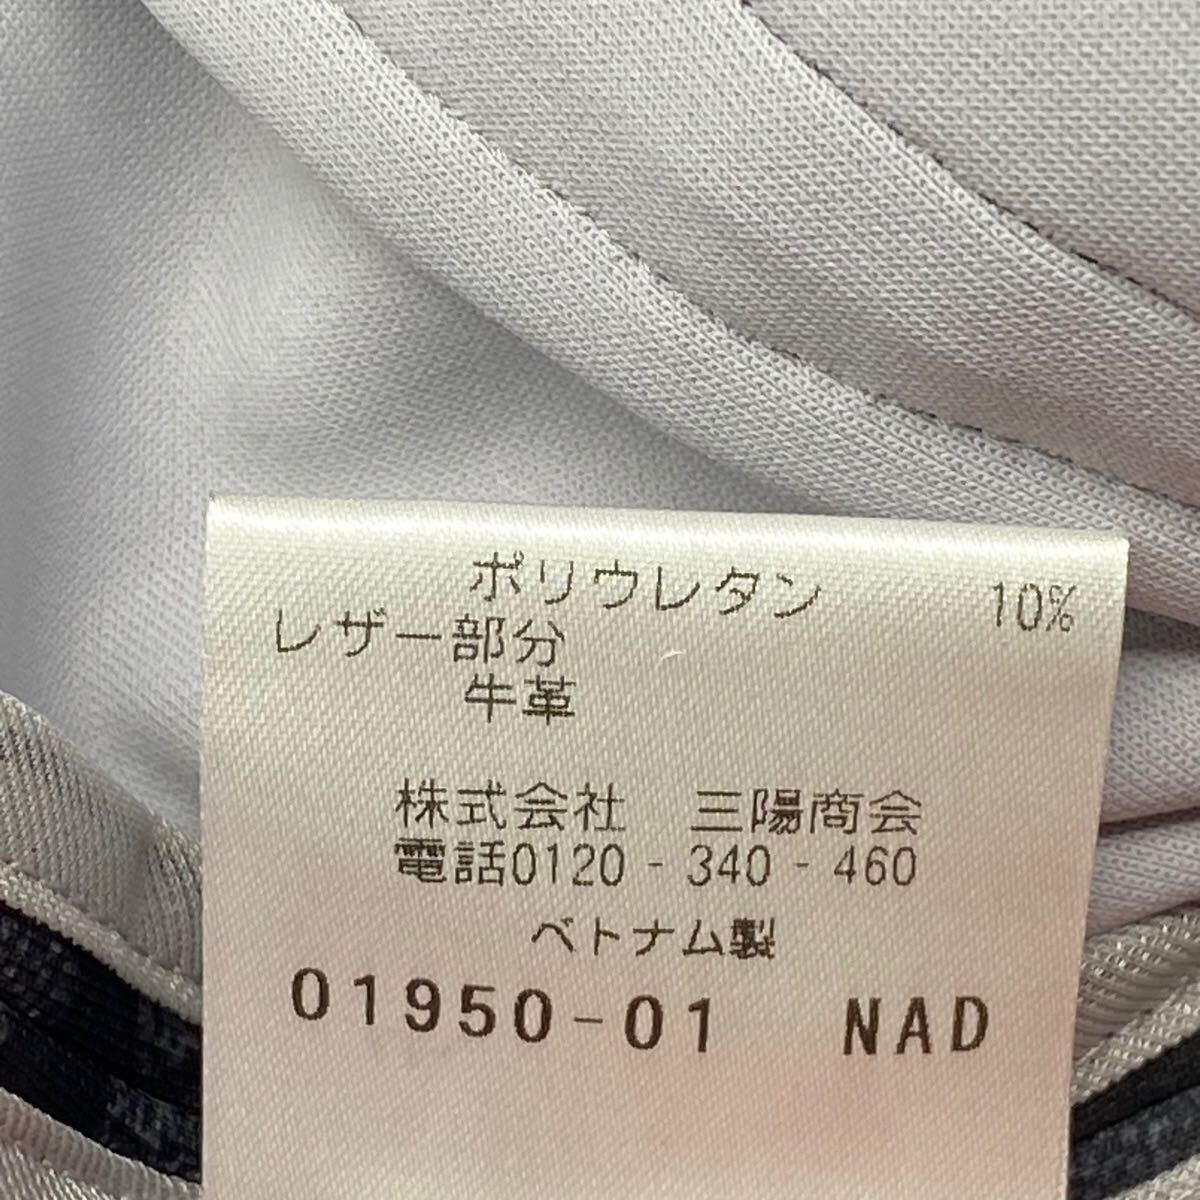 ポリウレタン 10%
レザー部分
牛革
株式会社 三陽商会
電話0120-340-460
ベトナム製
01950-01 NAD